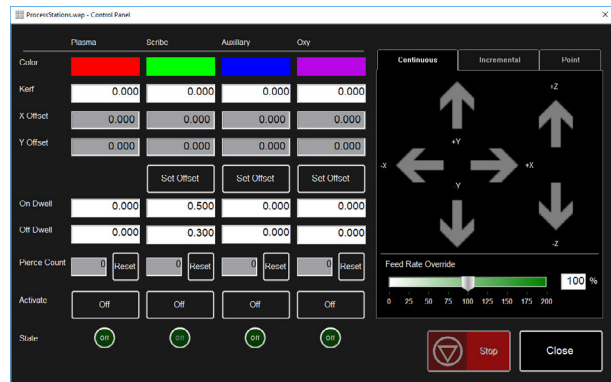 ProcessStations.wap - Control Panel
Plasma Scribe Auxiliary Oxy
Color
Kerf 0.000 0.000 0.000 0.000
X Offset 0.000 0.000 0.000 0.000
Y Offset 0.000 0.000 0.000 0.000
Set Offset Set Offset Set Offset
On Dwell 0.000 0.500 0.000 0.000
Off Dwell 0.000 0.300 0.000 0.000
Pierce Count 0 Reset 0 Reset 0 Reset 0 Reset
Activate Off Off Off Off
State Off Off Off Off
Continuous Incremental Point
+Z
+Y
-X +X
Y
-Z
Feed Rate Override
100 %
0 25 50 75 100 125 150 175 200
Stop Close